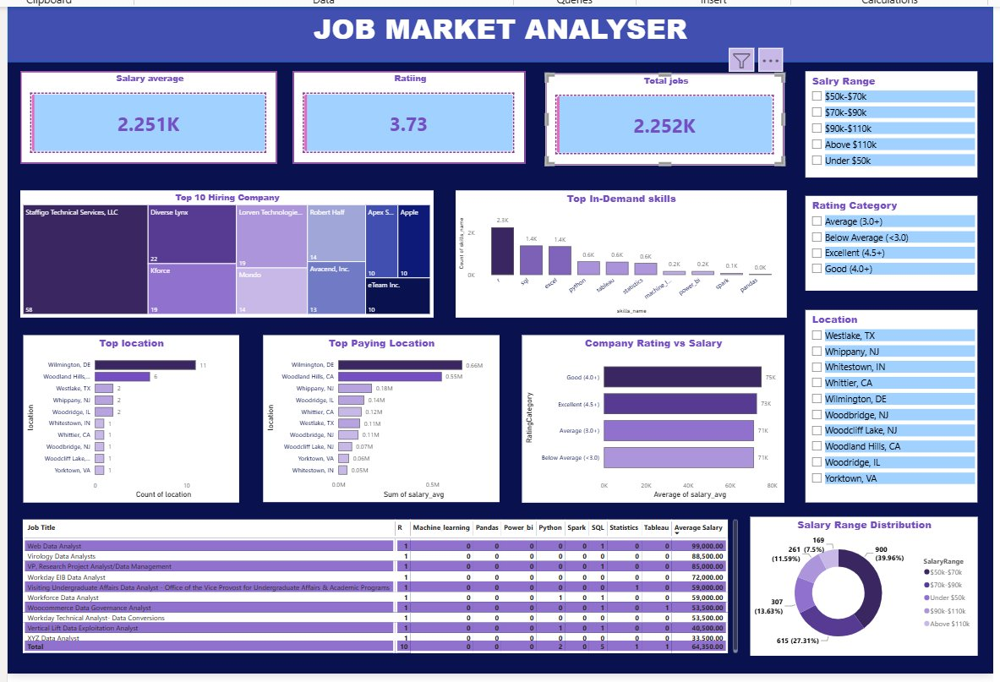 Clipboard Data Queries Insert Calculations
JOB MARKET ANALYSER
Salary average
2.251K
Ratiing
3.73
Total jobs
2.252K
Salry Range
$50k-$70k
$70k-$90k
$90k-$110k
Above $110k
Under $50k
Top 10 Hiring Company
Staffigo Technical Services, LLC
58
Diverse Lynx
22
Kforce
19
Lorven Technologie...
19
Mondo
14
Robert Half
14
Avacend, Inc.
13
Apex S...
10
Apple
10
eTeam Inc.
10
Top In-Demand skills
Count of skills_name
2K
0K
2.3K
1.4K
1.4K
0.6K
0.6K
0.6K
0.2K
0.2K
0.1K
0.0K
r
sql
excel
python
tableau
statistics
machine_l...
power_bi
spark
pandas
skills_name
Rating Category
Average (3.0+)
Below Average (<3.0)
Excellent (4.5+)
Good (4.0+)
Top location
location
Wilmington, DE 11
Woodland Hills,... 6
Westlake, TX 2
Whippany, NJ 2
Woodridge, IL 2
Whitestown, IN 1
Whittier, CA 1
Woodbridge, NJ 1
Woodcliff Lake,... 1
Yorktown, VA 1
0 10
Count of location
Top Paying Location
location
Wilmington, DE 0.66M
Woodland Hills, CA 0.55M
Whippany, NJ 0.18M
Woodridge, IL 0.14M
Whittier, CA 0.12M
Westlake, TX 0.11M
Woodbridge, NJ 0.11M
Woodcliff Lake, NJ 0.07M
Yorktown, VA 0.06M
Whitestown, IN 0.05M
0.0M 0.5M
Sum of salary_avg
Company Rating vs Salary
RatingCategory
Good (4.0+) 75K
Excellent (4.5+) 73K
Average (3.0+) 71K
Below Average (<3.0) 71K
0K 20K 40K 60K 80K
Average of salary_avg
Location
Westlake, TX
Whippany, NJ
Whitestown, IN
Whittier, CA
Wilmington, DE
Woodbridge, NJ
Woodcliff Lake, NJ
Woodland Hills, CA
Woodridge, IL
Yorktown, VA
Job Title R Machine learning Pandas Power bi Python Spark SQL Statistics Tableau Average Salary
Web Data Analyst 1 0 0 0 0 0 1 0 0 99,000.00
Virology Data Analysts 1 0 0 0 0 0 0 0 0 88,500.00
VP, Research Project Analyst/Data Management 1 0 0 0 0 0 1 0 0 85,000.00
Workday EIB Data Analyst 1 0 0 0 0 0 0 0 0 72,000.00
Visiting Undergraduate Affairs Data Analyst - Office of the Vice Provost for Undergraduate Affairs & Academic Programs 1 0 0 0 0 0 0 1 0 59,000.00
Workforce Data Analyst 1 0 0 0 1 0 1 0 0 59,000.00
Woocommerce Data Governance Analyst 1 0 0 0 0 0 1 0 1 53,500.00
Workday Technical Analyst- Data Conversions 1 0 0 0 0 0 0 0 0 53,500.00
Vertical Lift Data Exploitation Analyst 1 0 0 0 1 0 1 0 0 40,500.00
XYZ Data Analyst 1 0 0 0 0 0 0 0 0 33,500.00
Total 10 0 0 0 2 0 5 1 1 64,350.00
Salary Range Distribution
169
(7.5%)
261
(11.59%)
307
(13.63%)
615 (27.31%)
900
(39.96%)
SalaryRange
$50k-$70k
$70k-$90k
Under $50k
$90k-$110k
Above $110k